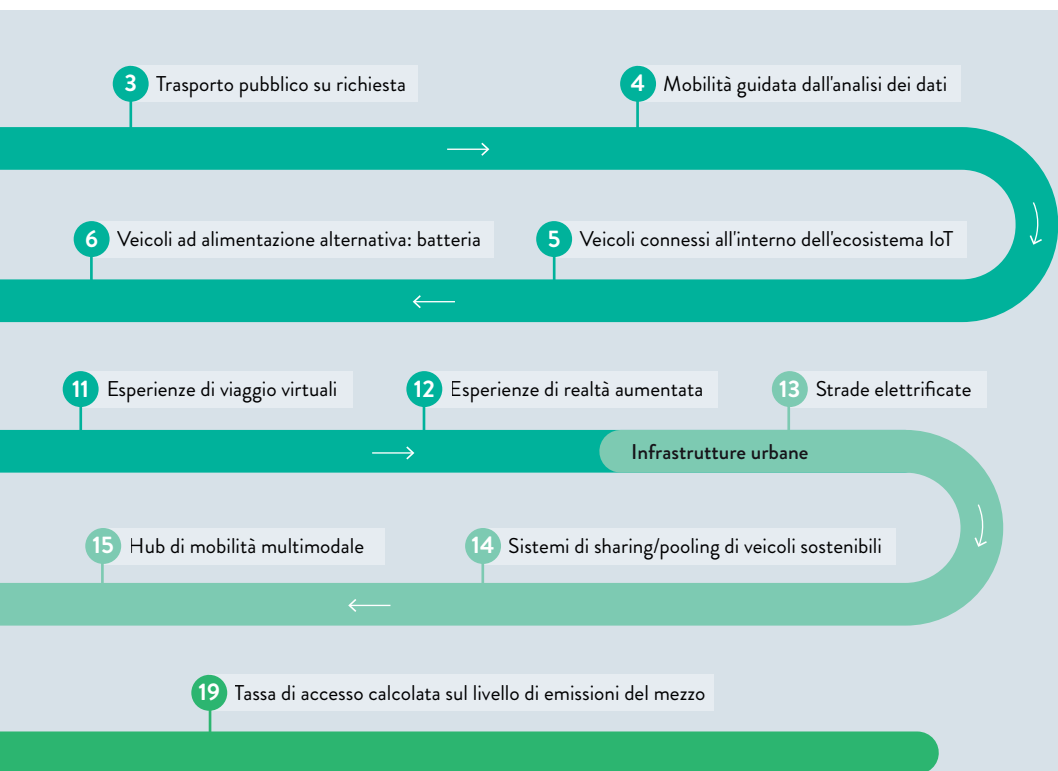 3 Trasporto pubblico su richiesta
4 Mobilità guidata dall'analisi dei dati
6 Veicoli ad alimentazione alternativa: batteria
5 Veicoli connessi all'interno dell'ecosistema IoT
11 Esperienze di viaggio virtuali
12 Esperienze di realtà aumentata
13 Strade elettrificate
Infrastrutture urbane
15 Hub di mobilità multimodale
14 Sistemi di sharing/pooling di veicoli sostenibili
19 Tassa di accesso calcolata sul livello di emissioni del mezzo